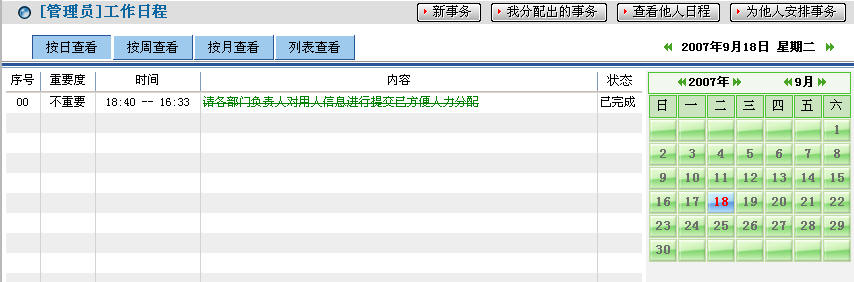 [管理员]工作日程 新事务 我分配出的事务 查看他人日程 为他人安排事务
按日查看 按周查看 按月查看 列表查看 2007年9月18日 星期二
序号 重要度 时间 内容 状态
00 不重要 18:40 -- 16:33 请各部门负责人对用人信息进行提交已方便人力分配 已完成
2007年 9月
日 一 二 三 四 五 六
1
2 3 4 5 6 7 8
9 10 11 12 13 14 15
16 17 18 19 20 21 22
23 24 25 26 27 28 29
30